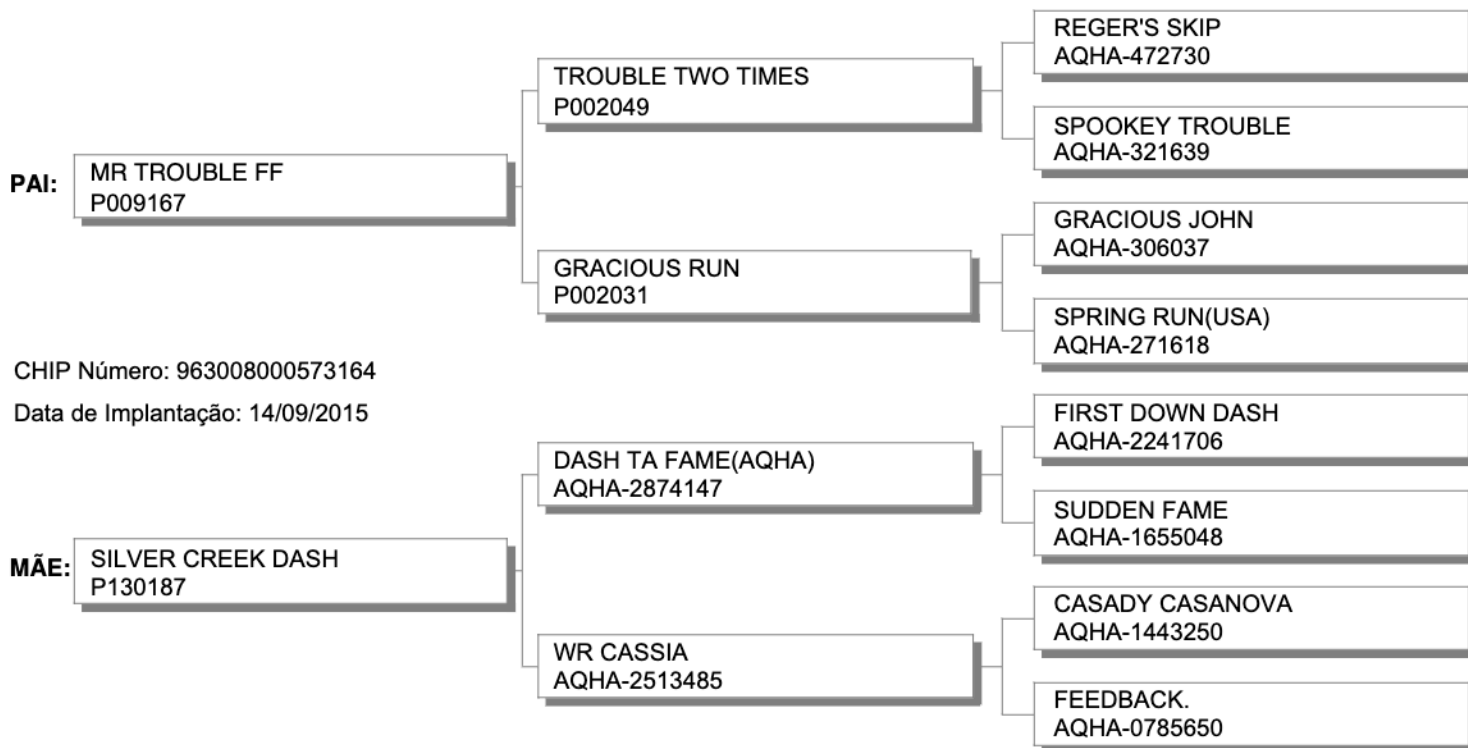 REGER'S SKIP
AQHA-472730
TROUBLE TWO TIMES
P002049
SPOOKEY TROUBLE
AQHA-321639
PAI:
MR TROUBLE FF
P009167
GRACIOUS JOHN
AQHA-306037
GRACIOUS RUN
P002031
SPRING RUN(USA)
AQHA-271618
CHIP Número: 963008000573164
Data de Implantação: 14/09/2015
FIRST DOWN DASH
AQHA-2241706
DASH TA FAME(AQHA)
AQHA-2874147
SUDDEN FAME
AQHA-1655048
MÃE:
SILVER CREEK DASH
P130187
CASADY CASANOVA
AQHA-1443250
WR CASSIA
AQHA-2513485
FEEDBACK.
AQHA-0785650